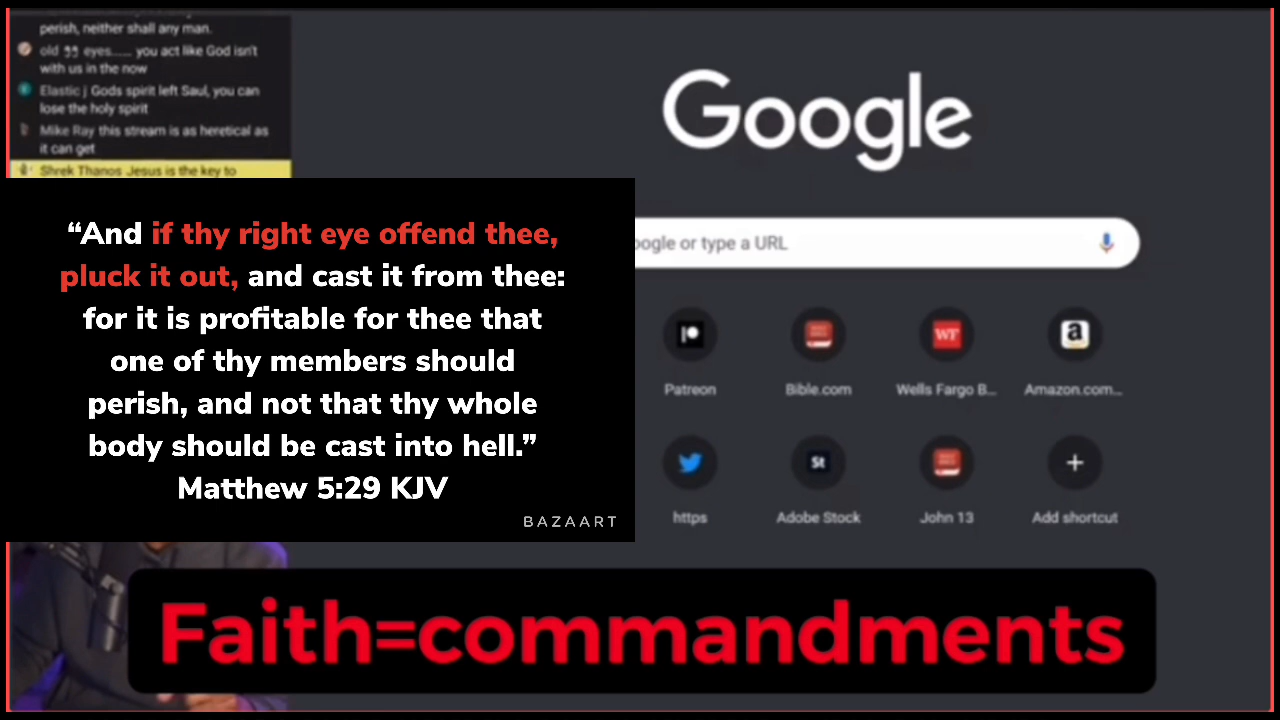 perish, neither shall any man.
old eyes..... you act like God isn't
with us in the now
Elastic j Gods spirit left Saul, you can
lose the holy spirit
Mike Ray this stream is as heretical as
it can get
Shrek Thanos Jesus is the key to
Google
“And if thy right eye offend thee,
pluck it out, and cast it from thee:
for it is profitable for thee that
one of thy members should
perish, and not that thy whole
body should be cast into hell.”
Matthew 5:29 KJV
BAZAART
oogle or type a URL
Patreon
Bible.com
WF
Wells Fargo B...
a
Amazon.com...
https
St
Adobe Stock
John 13
Add shortcut
Faith=commandments